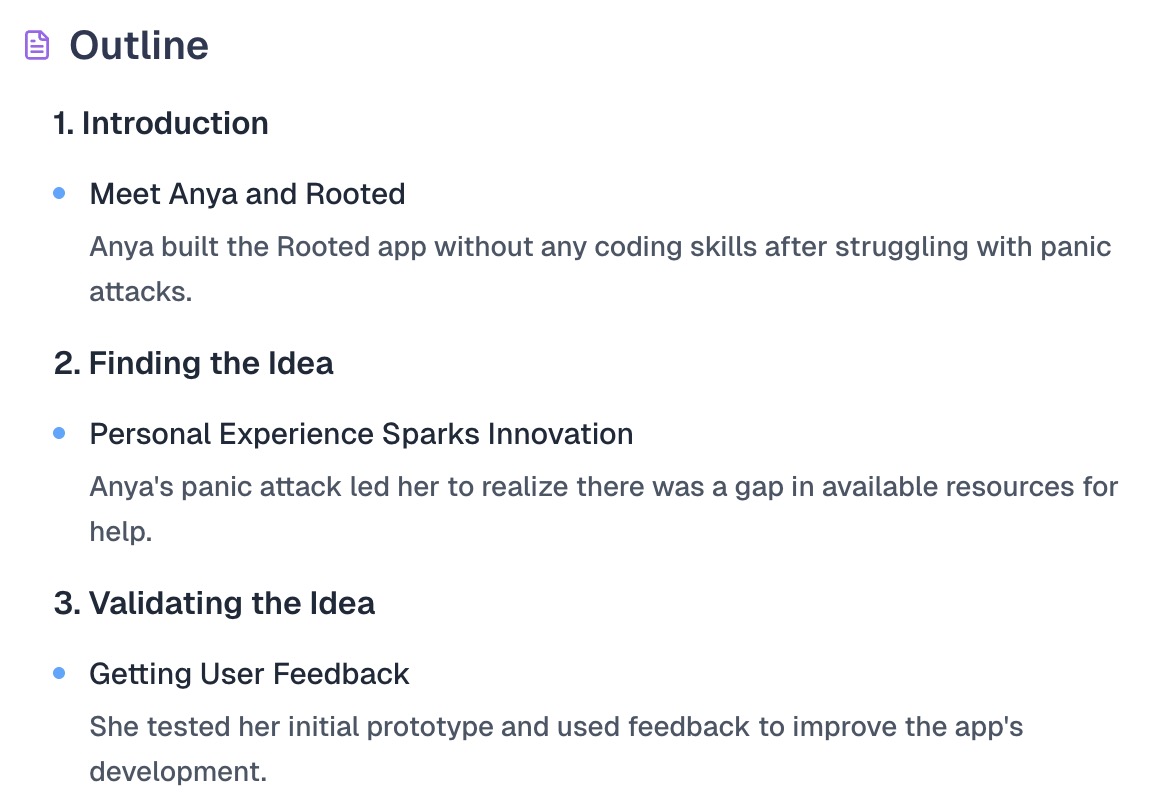 Outline
1. Introduction
Meet Anya and Rooted
Anya built the Rooted app without any coding skills after struggling with panic
attacks.
2. Finding the Idea
Personal Experience Sparks Innovation
Anya's panic attack led her to realize there was a gap in available resources for
help.
3. Validating the Idea
Getting User Feedback
She tested her initial prototype and used feedback to improve the app's
development.